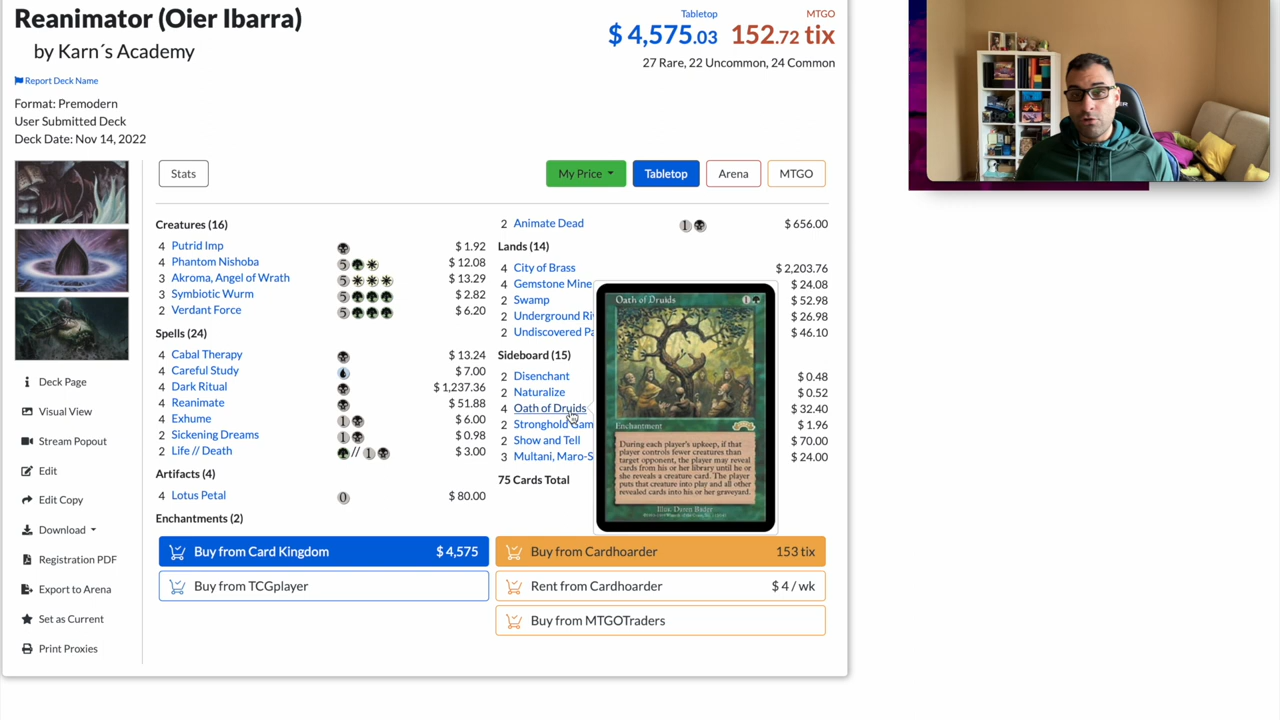 Reanimator (Oier Ibarra)
by Karn´s Academy
Report Deck Name
Format: Premodern
User Submitted Deck
Deck Date: Nov 14, 2022
Tabletop
$ 4,575.03
MTGO
152.72 tix
27 Rare, 22 Uncommon, 24 Common
Stats
My Price
Tabletop
Arena
MTGO
Deck Page
Visual View
Stream Popout
Edit
Edit Copy
Download
Registration PDF
Export to Arena
Set as Current
Print Proxies
Creatures (16)
4 Putrid Imp $ 1.92
4 Phantom Nishoba 5 $ 12.08
3 Akroma, Angel of Wrath 5 $ 13.29
3 Symbiotic Wurm 5 $ 2.82
2 Verdant Force 5 $ 6.20
Spells (24)
4 Cabal Therapy $ 13.24
4 Careful Study $ 7.00
4 Dark Ritual $ 1,237.36
4 Reanimate $ 51.88
4 Exhume 1 $ 6.00
2 Sickening Dreams 1 $ 0.98
2 Life // Death // 1 $ 3.00
Artifacts (4)
4 Lotus Petal 0 $ 80.00
Enchantments (2)
2 Animate Dead 1 $ 656.00
Lands (14)
4 City of Brass $ 2,203.76
4 Gemstone Mine $ 24.08
2 Swamp $ 52.98
2 Underground Ri $ 26.98
2 Undiscovered Pa $ 46.10
Sideboard (15)
2 Disenchant $ 0.48
2 Naturalize $ 0.52
4 Oath of Druids $ 32.40
2 Stronghold Gam $ 1.96
2 Show and Tell $ 70.00
3 Multani, Maro-S $ 24.00
75 Cards Total
Oath of Druids 1
Enchantment
During each player's upkeep, if that
player controls fewer creatures than
target opponent, the player may reveal
cards from his or her library until he or
she reveals a creature card. The player
puts that creature into play and all other
revealed cards into his or her graveyard.
Illus. Daren Bader
Buy from Card Kingdom $ 4,575
Buy from TCGplayer
Buy from Cardhoarder 153 tix
Rent from Cardhoarder $ 4 / wk
Buy from MTGOTraders